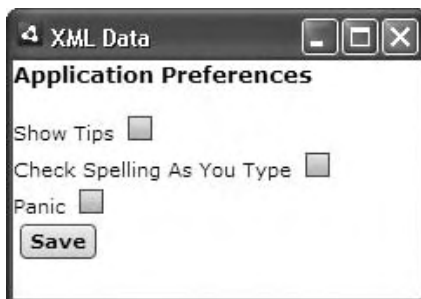 XML Data
Application Preferences
Show Tips
Check Spelling As You Type
Panic
Save